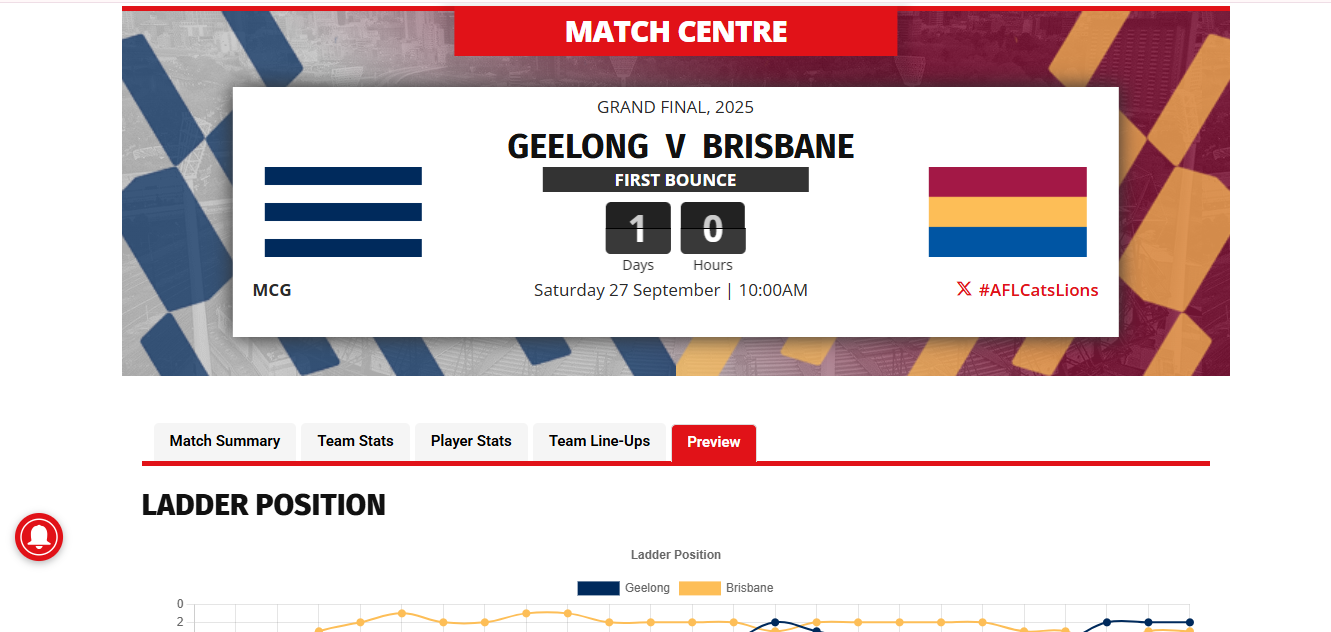 MATCH CENTRE
GRAND FINAL, 2025
GEELONG V BRISBANE
FIRST BOUNCE
1 0
Days Hours
MCG Saturday 27 September | 10:00AM #AFLCatsLions
Match Summary Team Stats Player Stats Team Line-Ups Preview
LADDER POSITION
Ladder Position
Geelong Brisbane
0
2